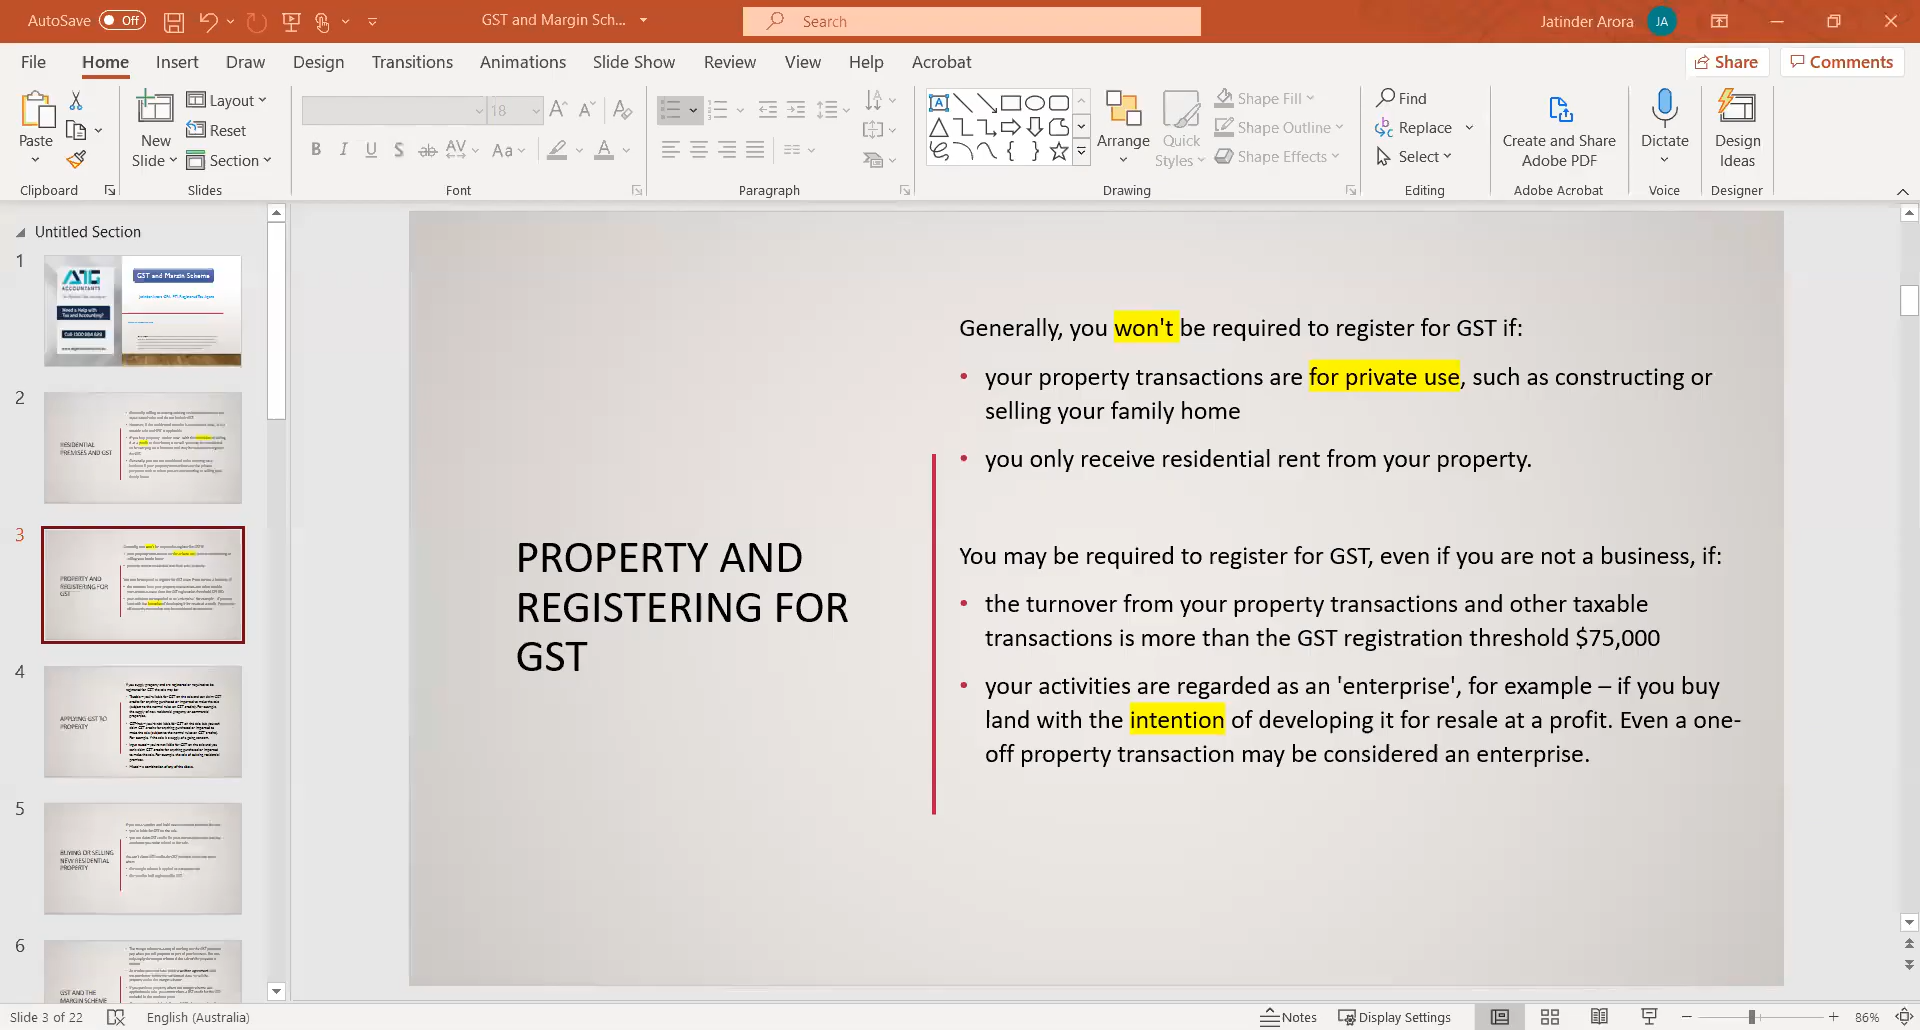 AutoSave Off
GST and Margin Sch...
Search
Jatinder Arora JA
File Home Insert Draw Design Transitions Animations Slide Show Review View Help Acrobat
Share Comments
Paste
New
Slide
Layout
Reset
Section
18
B I U S ab AV Aa A
Arrange
Quick
Styles
Shape Fill
Shape Outline
Shape Effects
Find
Replace
Select
Create and Share
Adobe PDF
Dictate
Design
Ideas
Clipboard Slides Font Paragraph Drawing Editing Adobe Acrobat Voice Designer
Untitled Section
1
ATG
ACCOUNTANTS
Need a Help with
Tax and Accounting?
GST and Margin Scheme
2
RESIDENTIAL
PREMISES AND GST
3
PROPERTY AND
REGISTERING FOR
GST
4
APPLYING GST TO
PROPERTY
5
BUYING OR SELLING
NEW RESIDENTIAL
PROPERTY
6
GST AND THE
MARGIN SCHEME
PROPERTY AND
REGISTERING FOR
GST
Generally, you won't be required to register for GST if:
• your property transactions are for private use, such as constructing or
selling your family home
• you only receive residential rent from your property.
You may be required to register for GST, even if you are not a business, if:
• the turnover from your property transactions and other taxable
transactions is more than the GST registration threshold $75,000
• your activities are regarded as an 'enterprise', for example – if you buy
land with the intention of developing it for resale at a profit. Even a one-
off property transaction may be considered an enterprise.
Slide 3 of 22
English (Australia)
Notes
Display Settings
86%